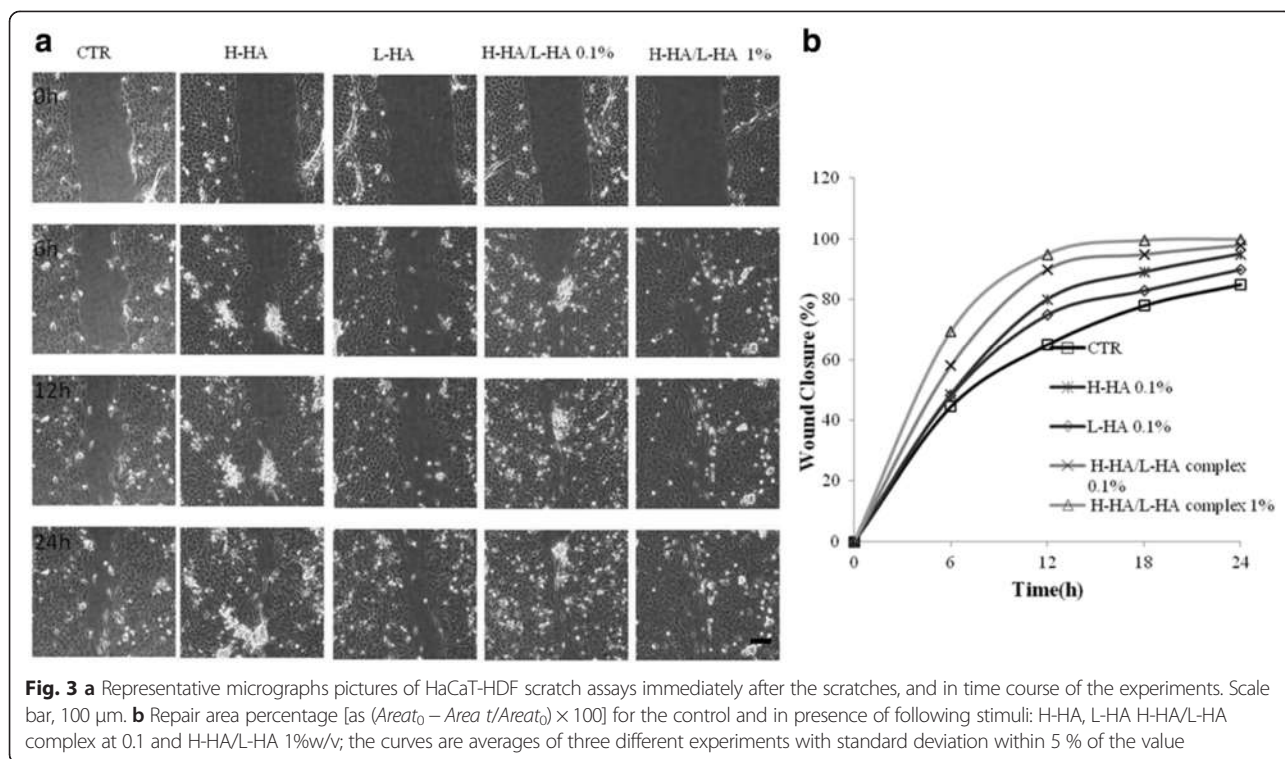 a
CTR H-HA L-HA H-HA/L-HA 0.1% H-HA/L-HA 1%
0h
6h
12h
24h
b
120
100
80
60
40
20
0
Wound Closure (%)
0 6 12 18 24
Time(h)
CTR
H-HA 0.1%
L-HA 0.1%
H-HA/L-HA complex
0.1%
H-HA/L-HA complex 1%
Fig. 3 a Representative micrographs pictures of HaCaT-HDF scratch assays immediately after the scratches, and in time course of the experiments. Scale
bar, 100 μm. b Repair area percentage [as (Areat₀ – Area t/Areat₀) × 100] for the control and in presence of following stimuli: H-HA, L-HA H-HA/L-HA
complex at 0.1 and H-HA/L-HA 1%w/v; the curves are averages of three different experiments with standard deviation within 5 % of the value